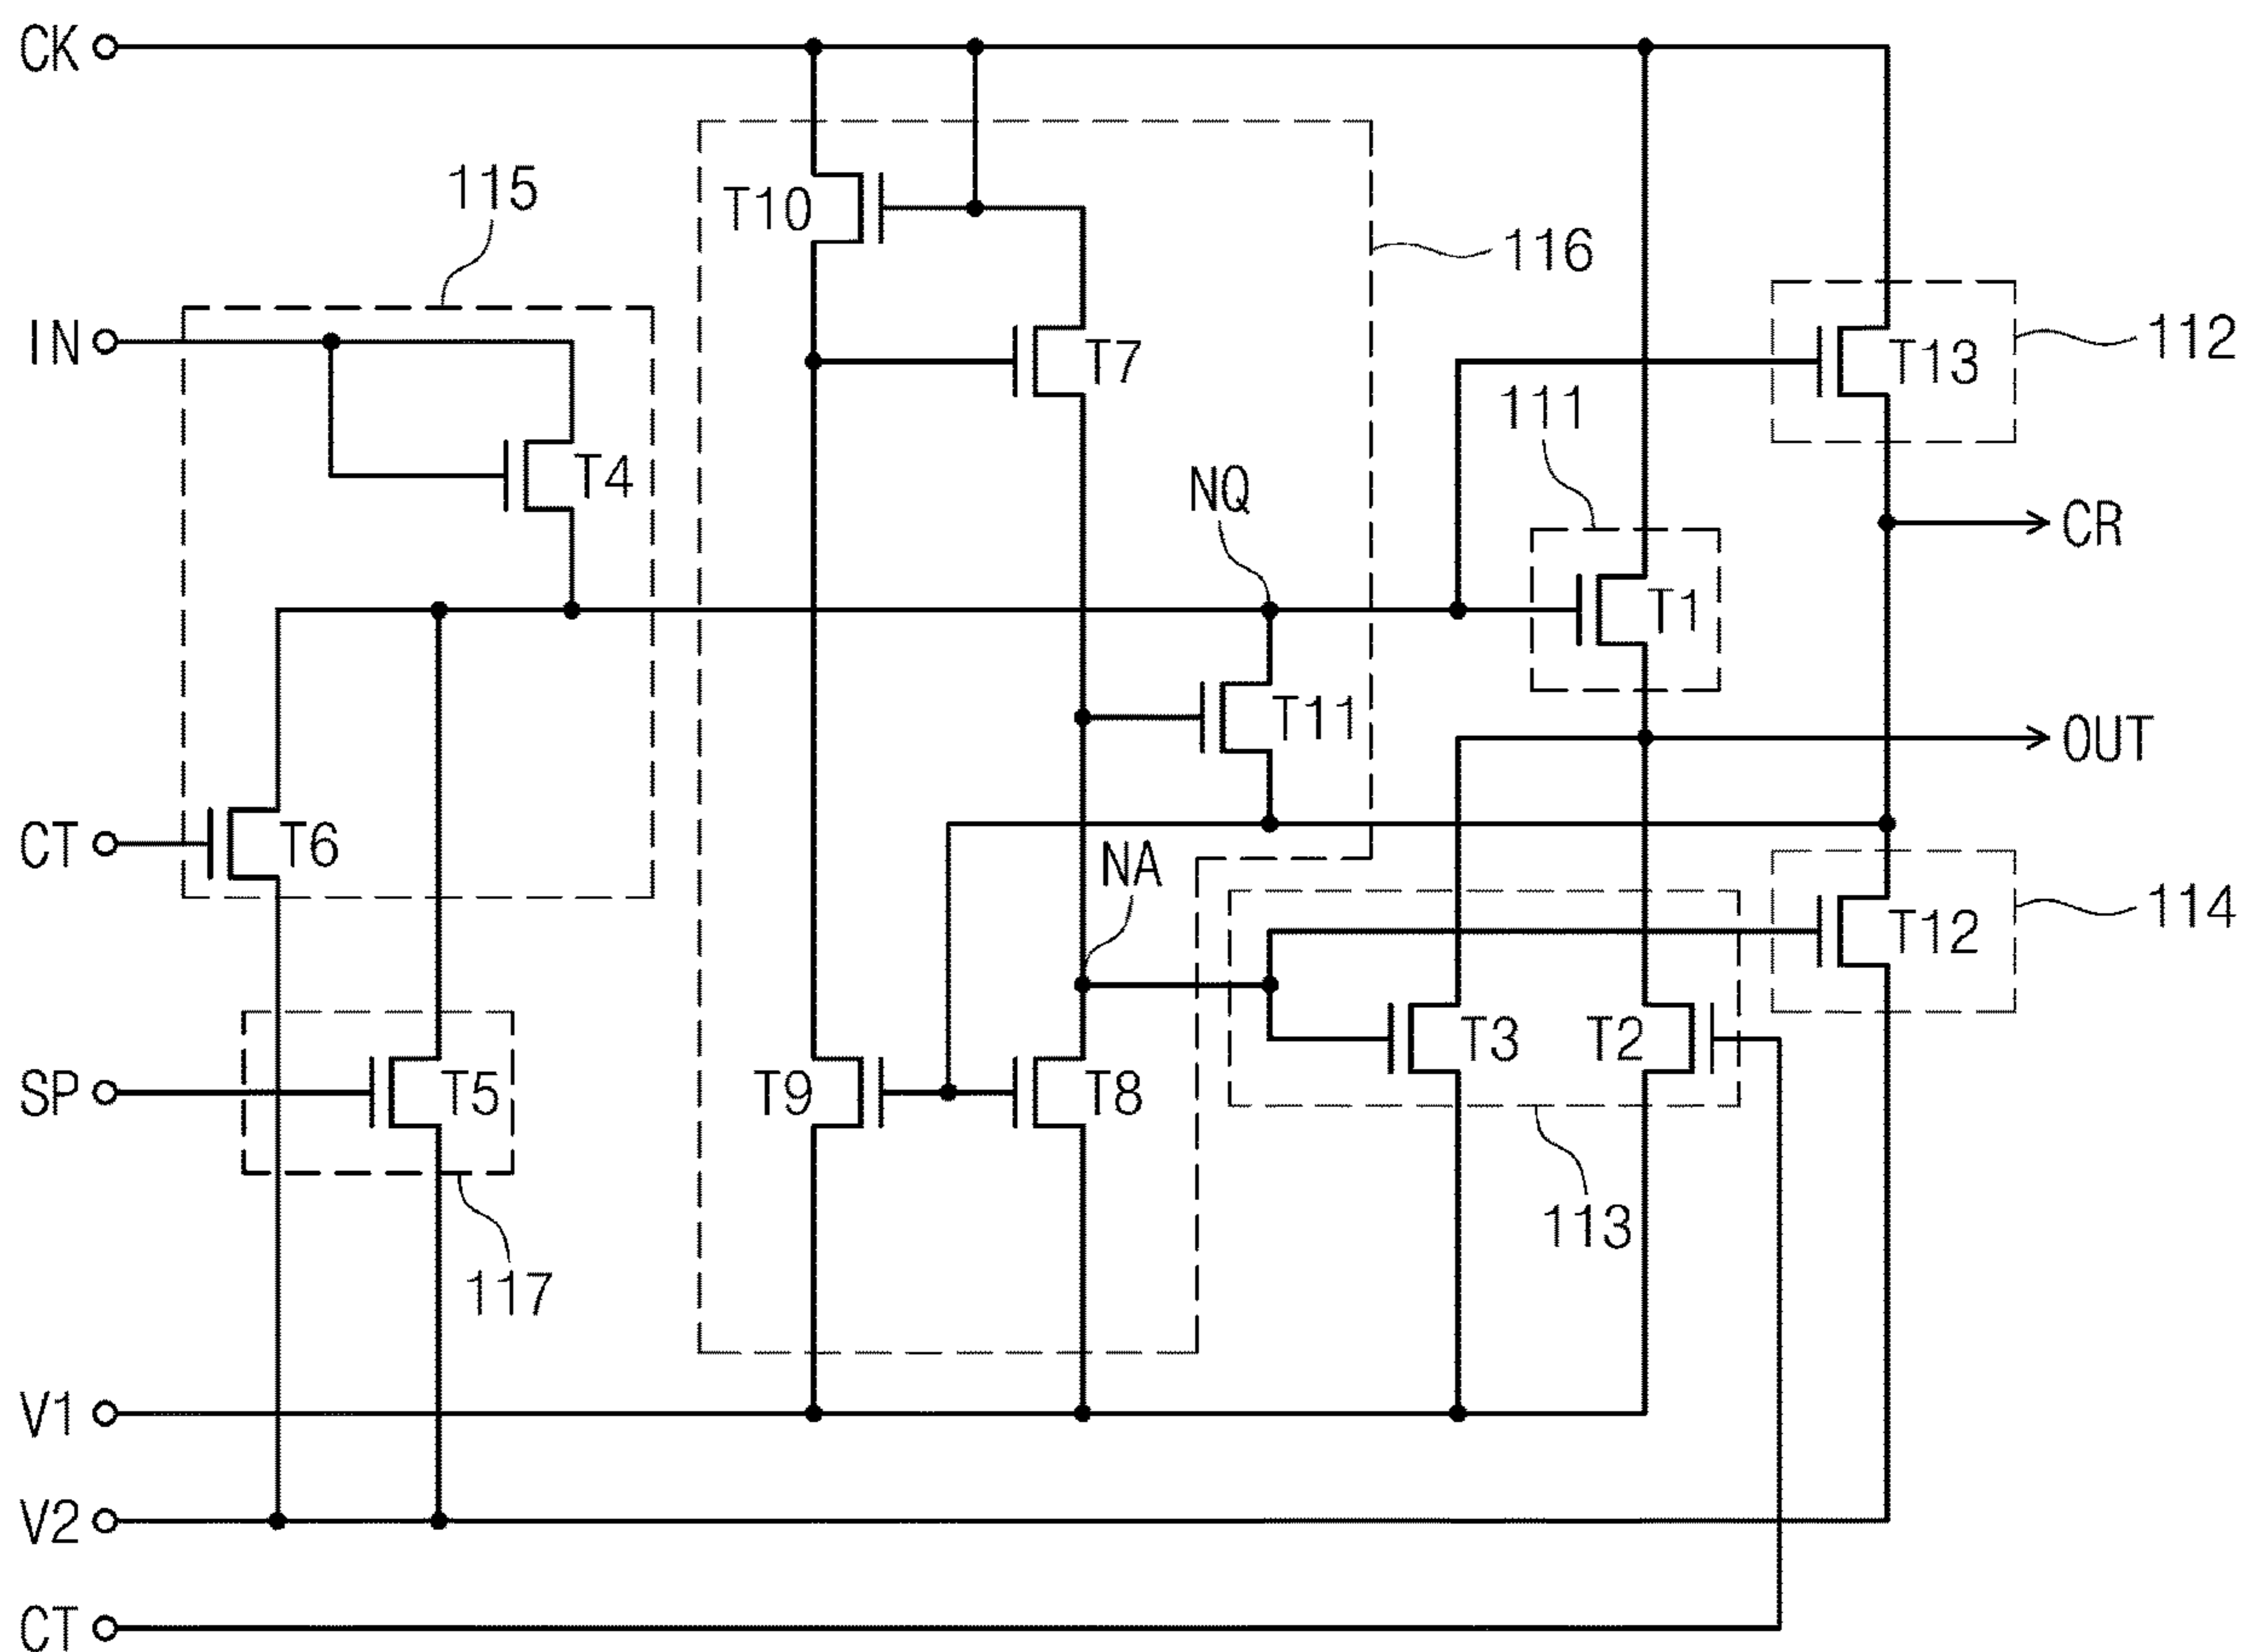 CK
115
T10
116
IN
T7
T13
112
111
T4
NQ
CR
T1
T11
OUT
CT
T6
NA
114
T12
T3
T2
SP
T5
T9
T8
113
117
V1
V2
CT